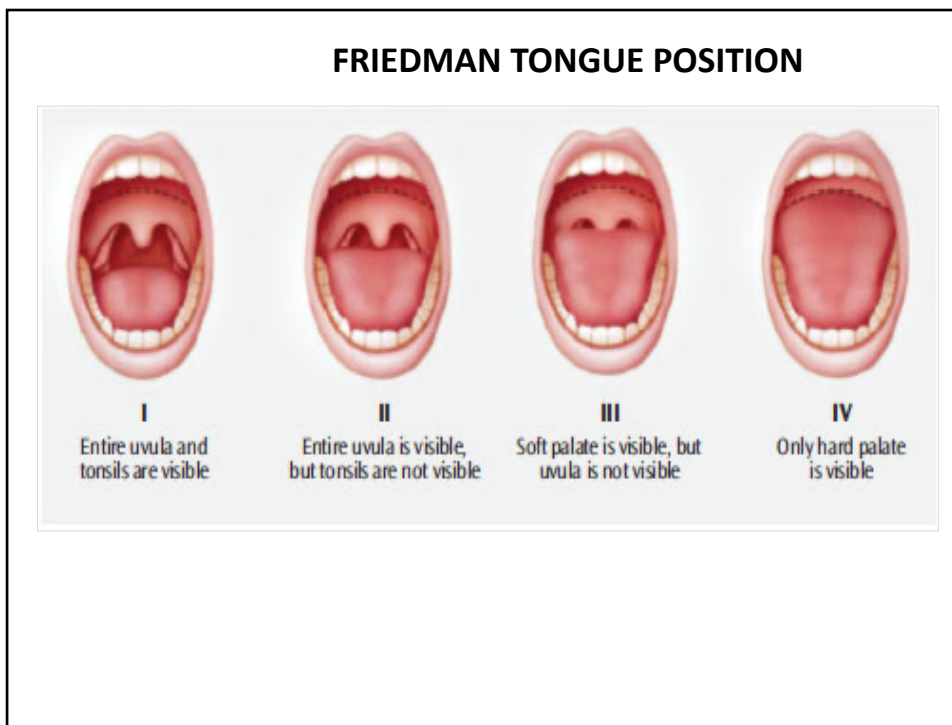 FRIEDMAN TONGUE POSITION
I
Entire uvula and
tonsils are visible
II
Entire uvula is visible,
but tonsils are not visible
III
Soft palate is visible, but
uvula is not visible
IV
Only hard palate
is visible